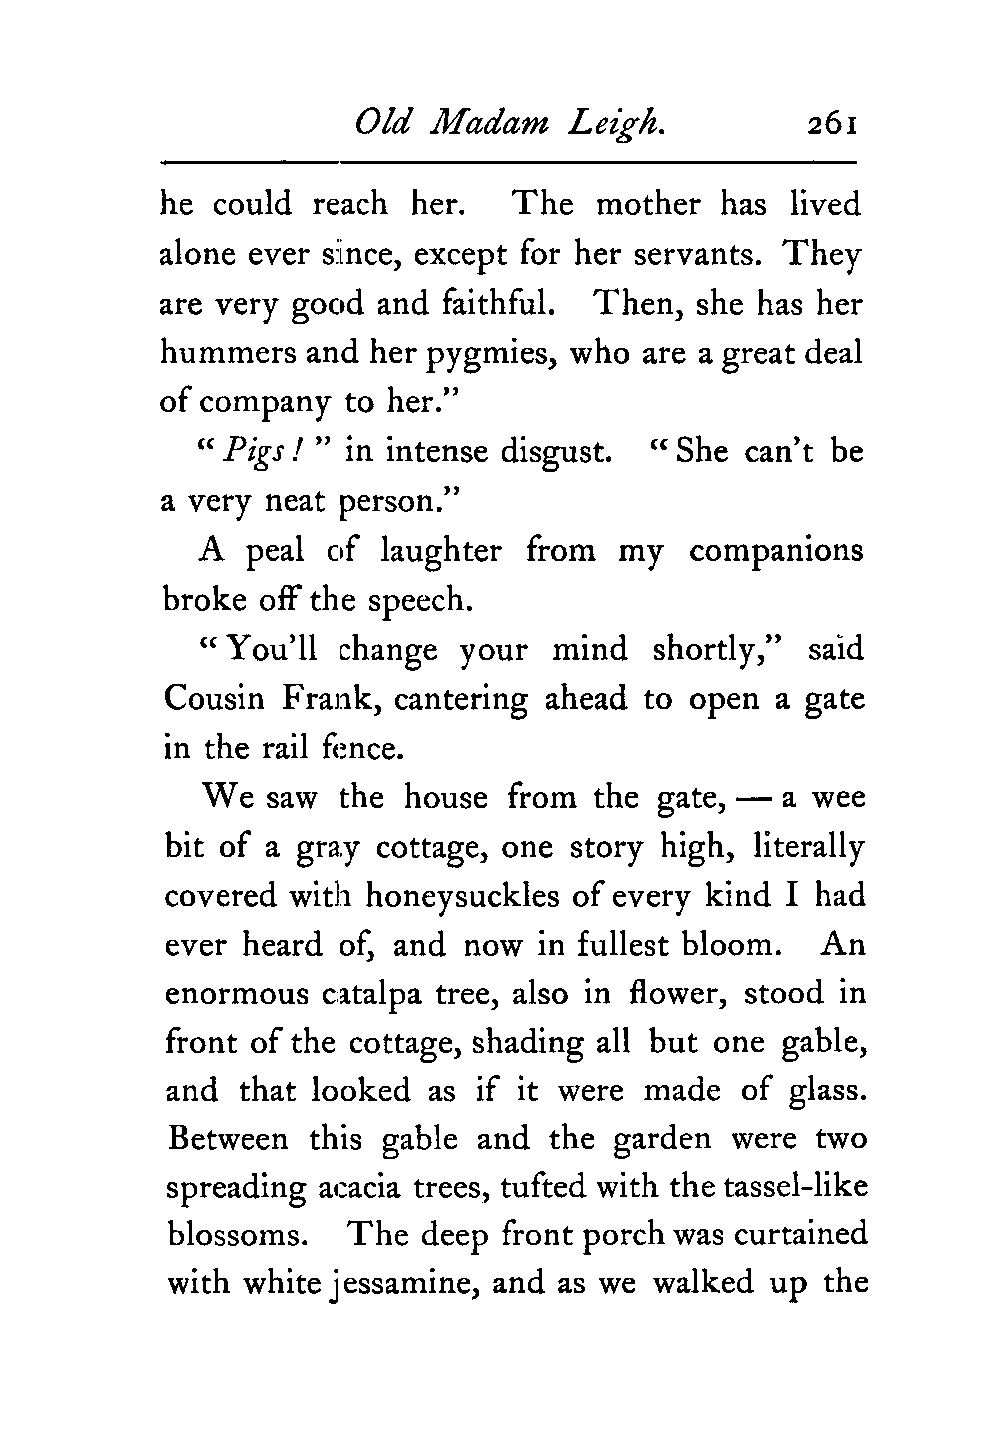 Old Madam Leigh. 261
he could reach her. The mother has lived
alone ever since, except for her servants. They
are very good and faithful. Then, she has her
hummers and her pygmies, who are a great deal
of company to her."
"Pigs!" in intense disgust. "She can't be
a very neat person."
A peal of laughter from my companions
broke off the speech.
"You'll change your mind shortly," said
Cousin Frank, cantering ahead to open a gate
in the rail fence.
We saw the house from the gate, — a wee
bit of a gray cottage, one story high, literally
covered with honeysuckles of every kind I had
ever heard of, and now in fullest bloom. An
enormous catalpa tree, also in flower, stood in
front of the cottage, shading all but one gable,
and that looked as if it were made of glass.
Between this gable and the garden were two
spreading acacia trees, tufted with the tassel-like
blossoms. The deep front porch was curtained
with white jessamine, and as we walked up the